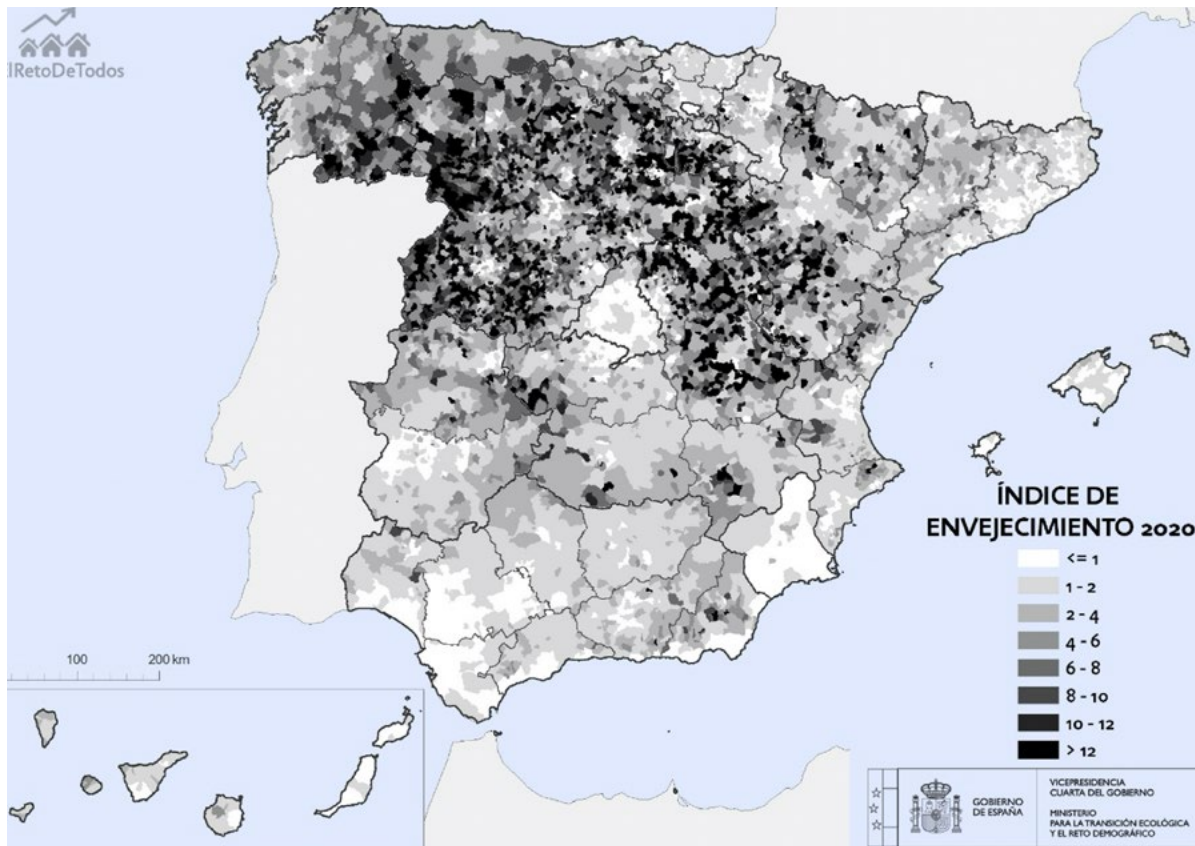 ElRetoDeTodos
ÍNDICE DE
ENVEJECIMIENTO 2020
<= 1
1 - 2
2 - 4
4 - 6
6 - 8
8 - 10
10 - 12
> 12
100 200 km
GOBIERNO
DE ESPAÑA
VICEPRESIDENCIA
CUARTA DEL GOBIERNO
MINISTERIO
PARA LA TRANSICIÓN ECOLÓGICA
Y EL RETO DEMOGRÁFICO